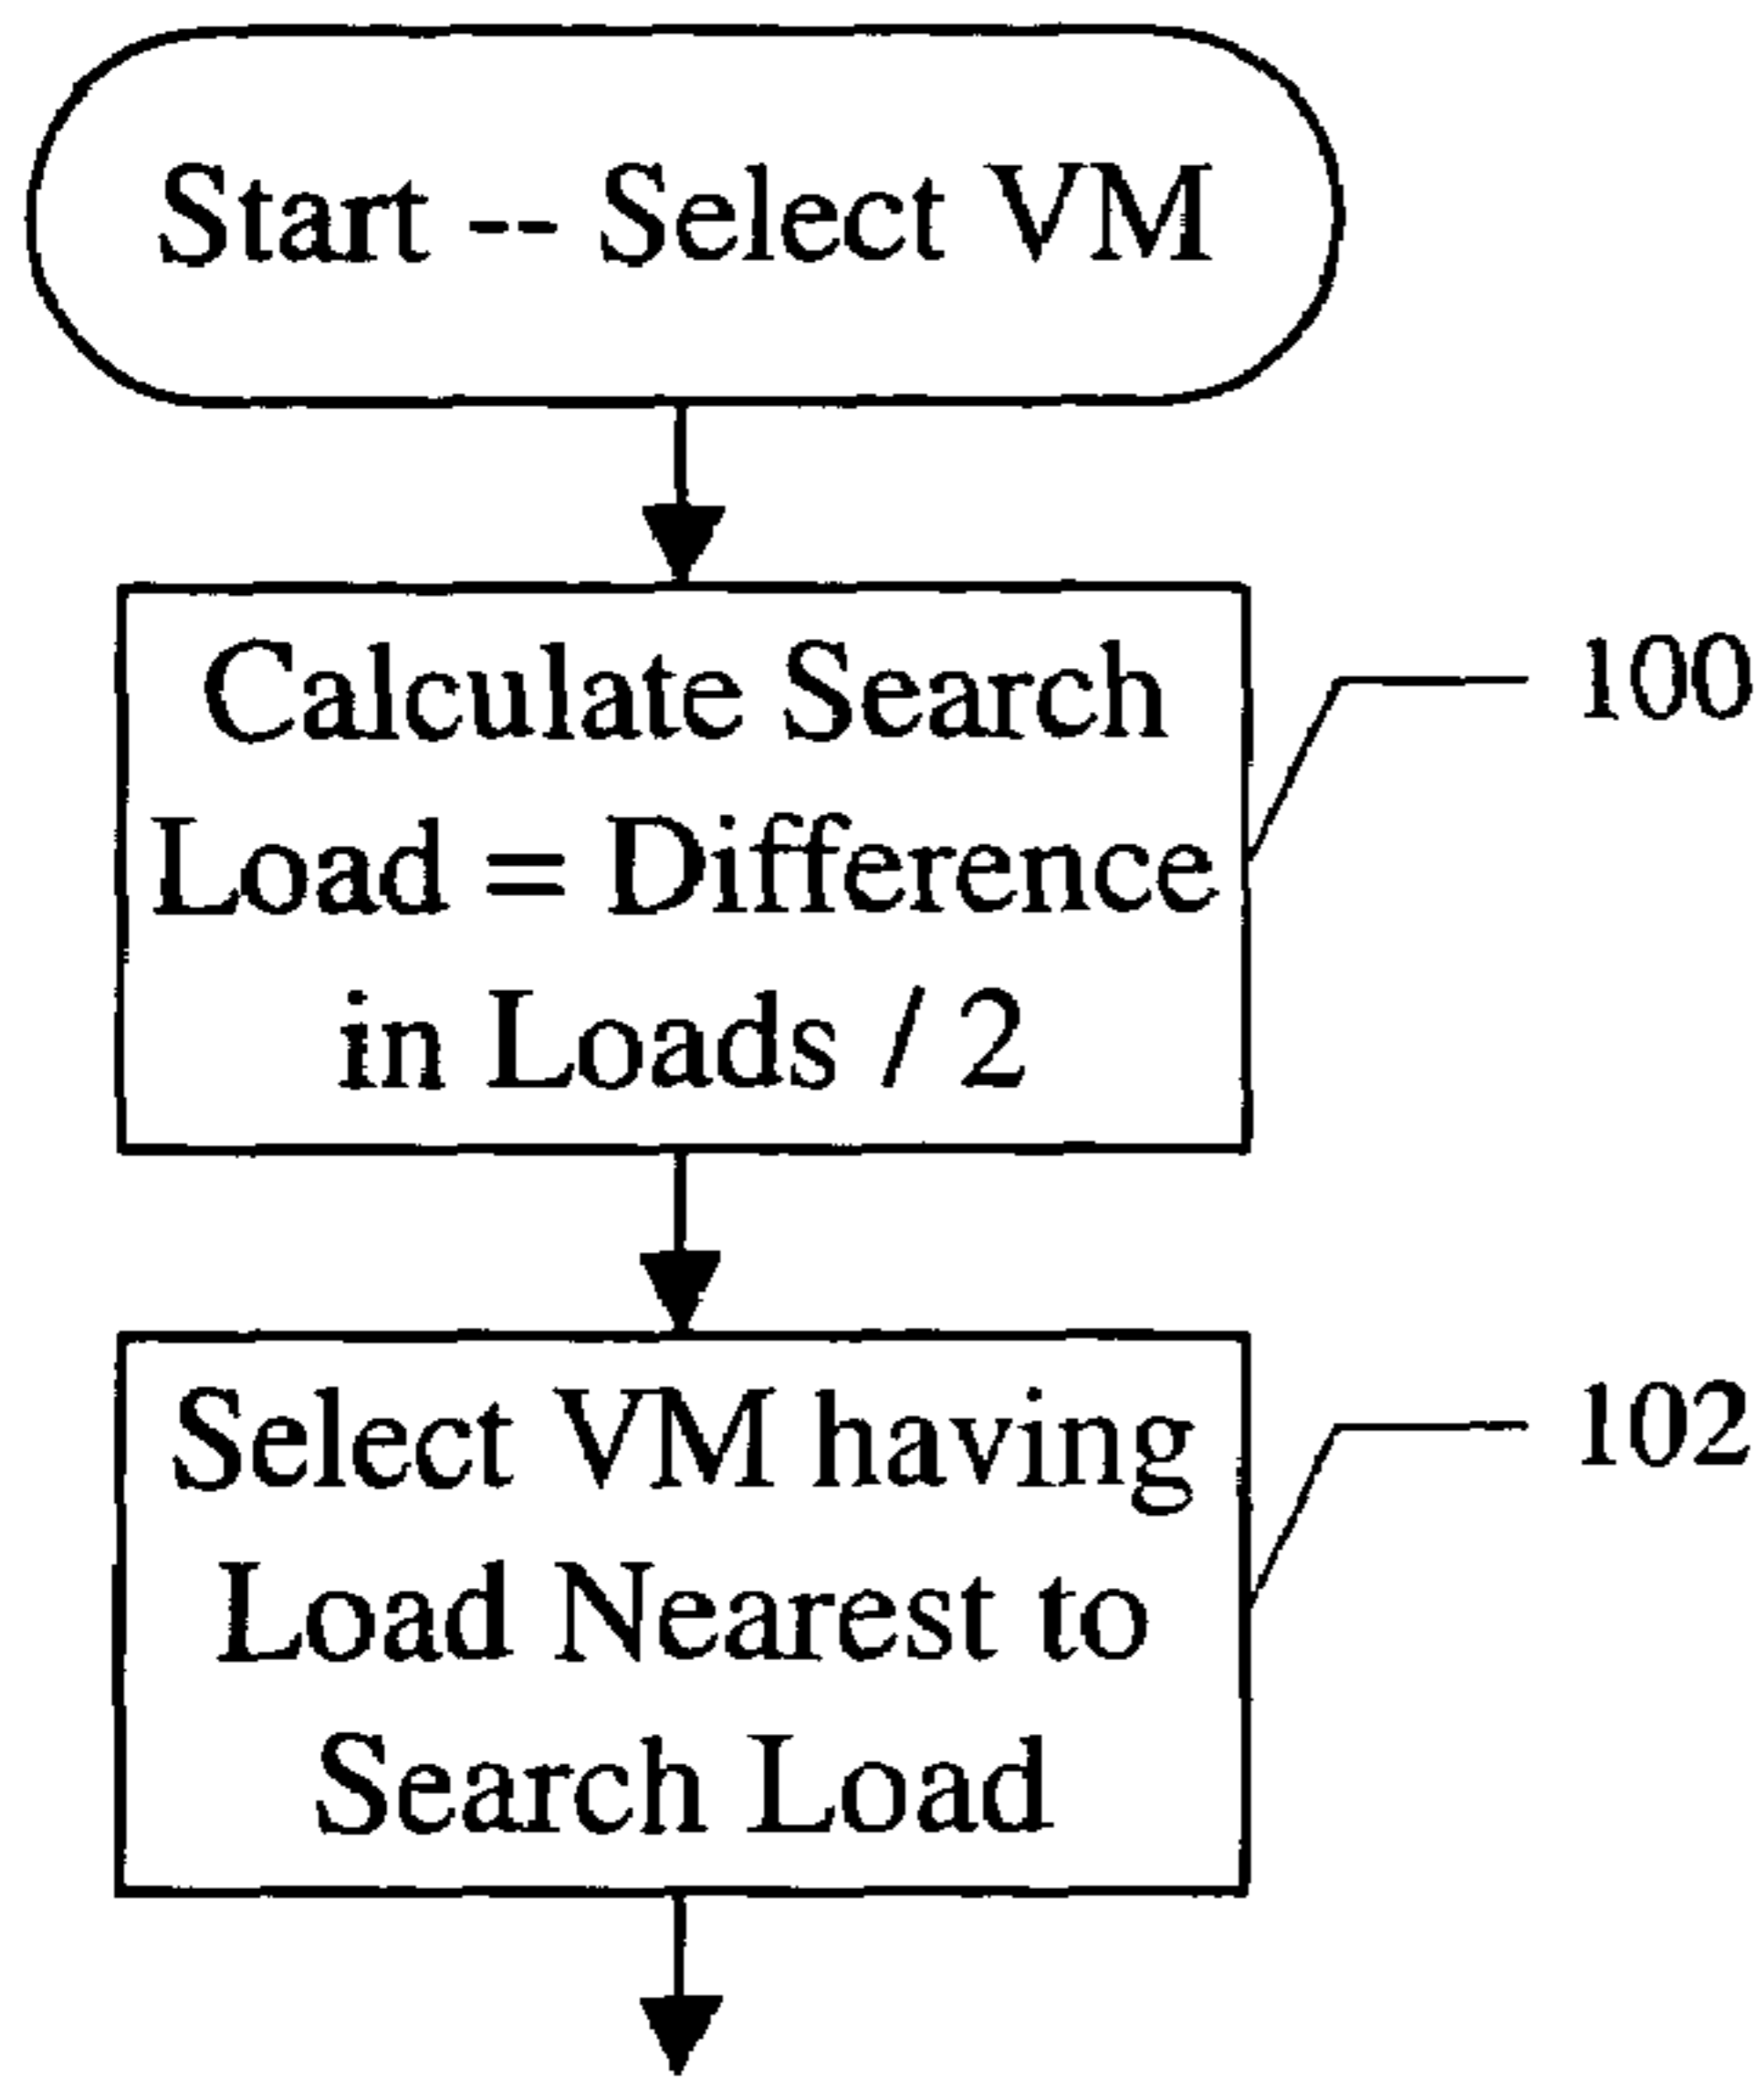 Start -- Select VM
Calculate Search
Load = Difference
in Loads / 2
100
Select VM having
Load Nearest to
Search Load
102